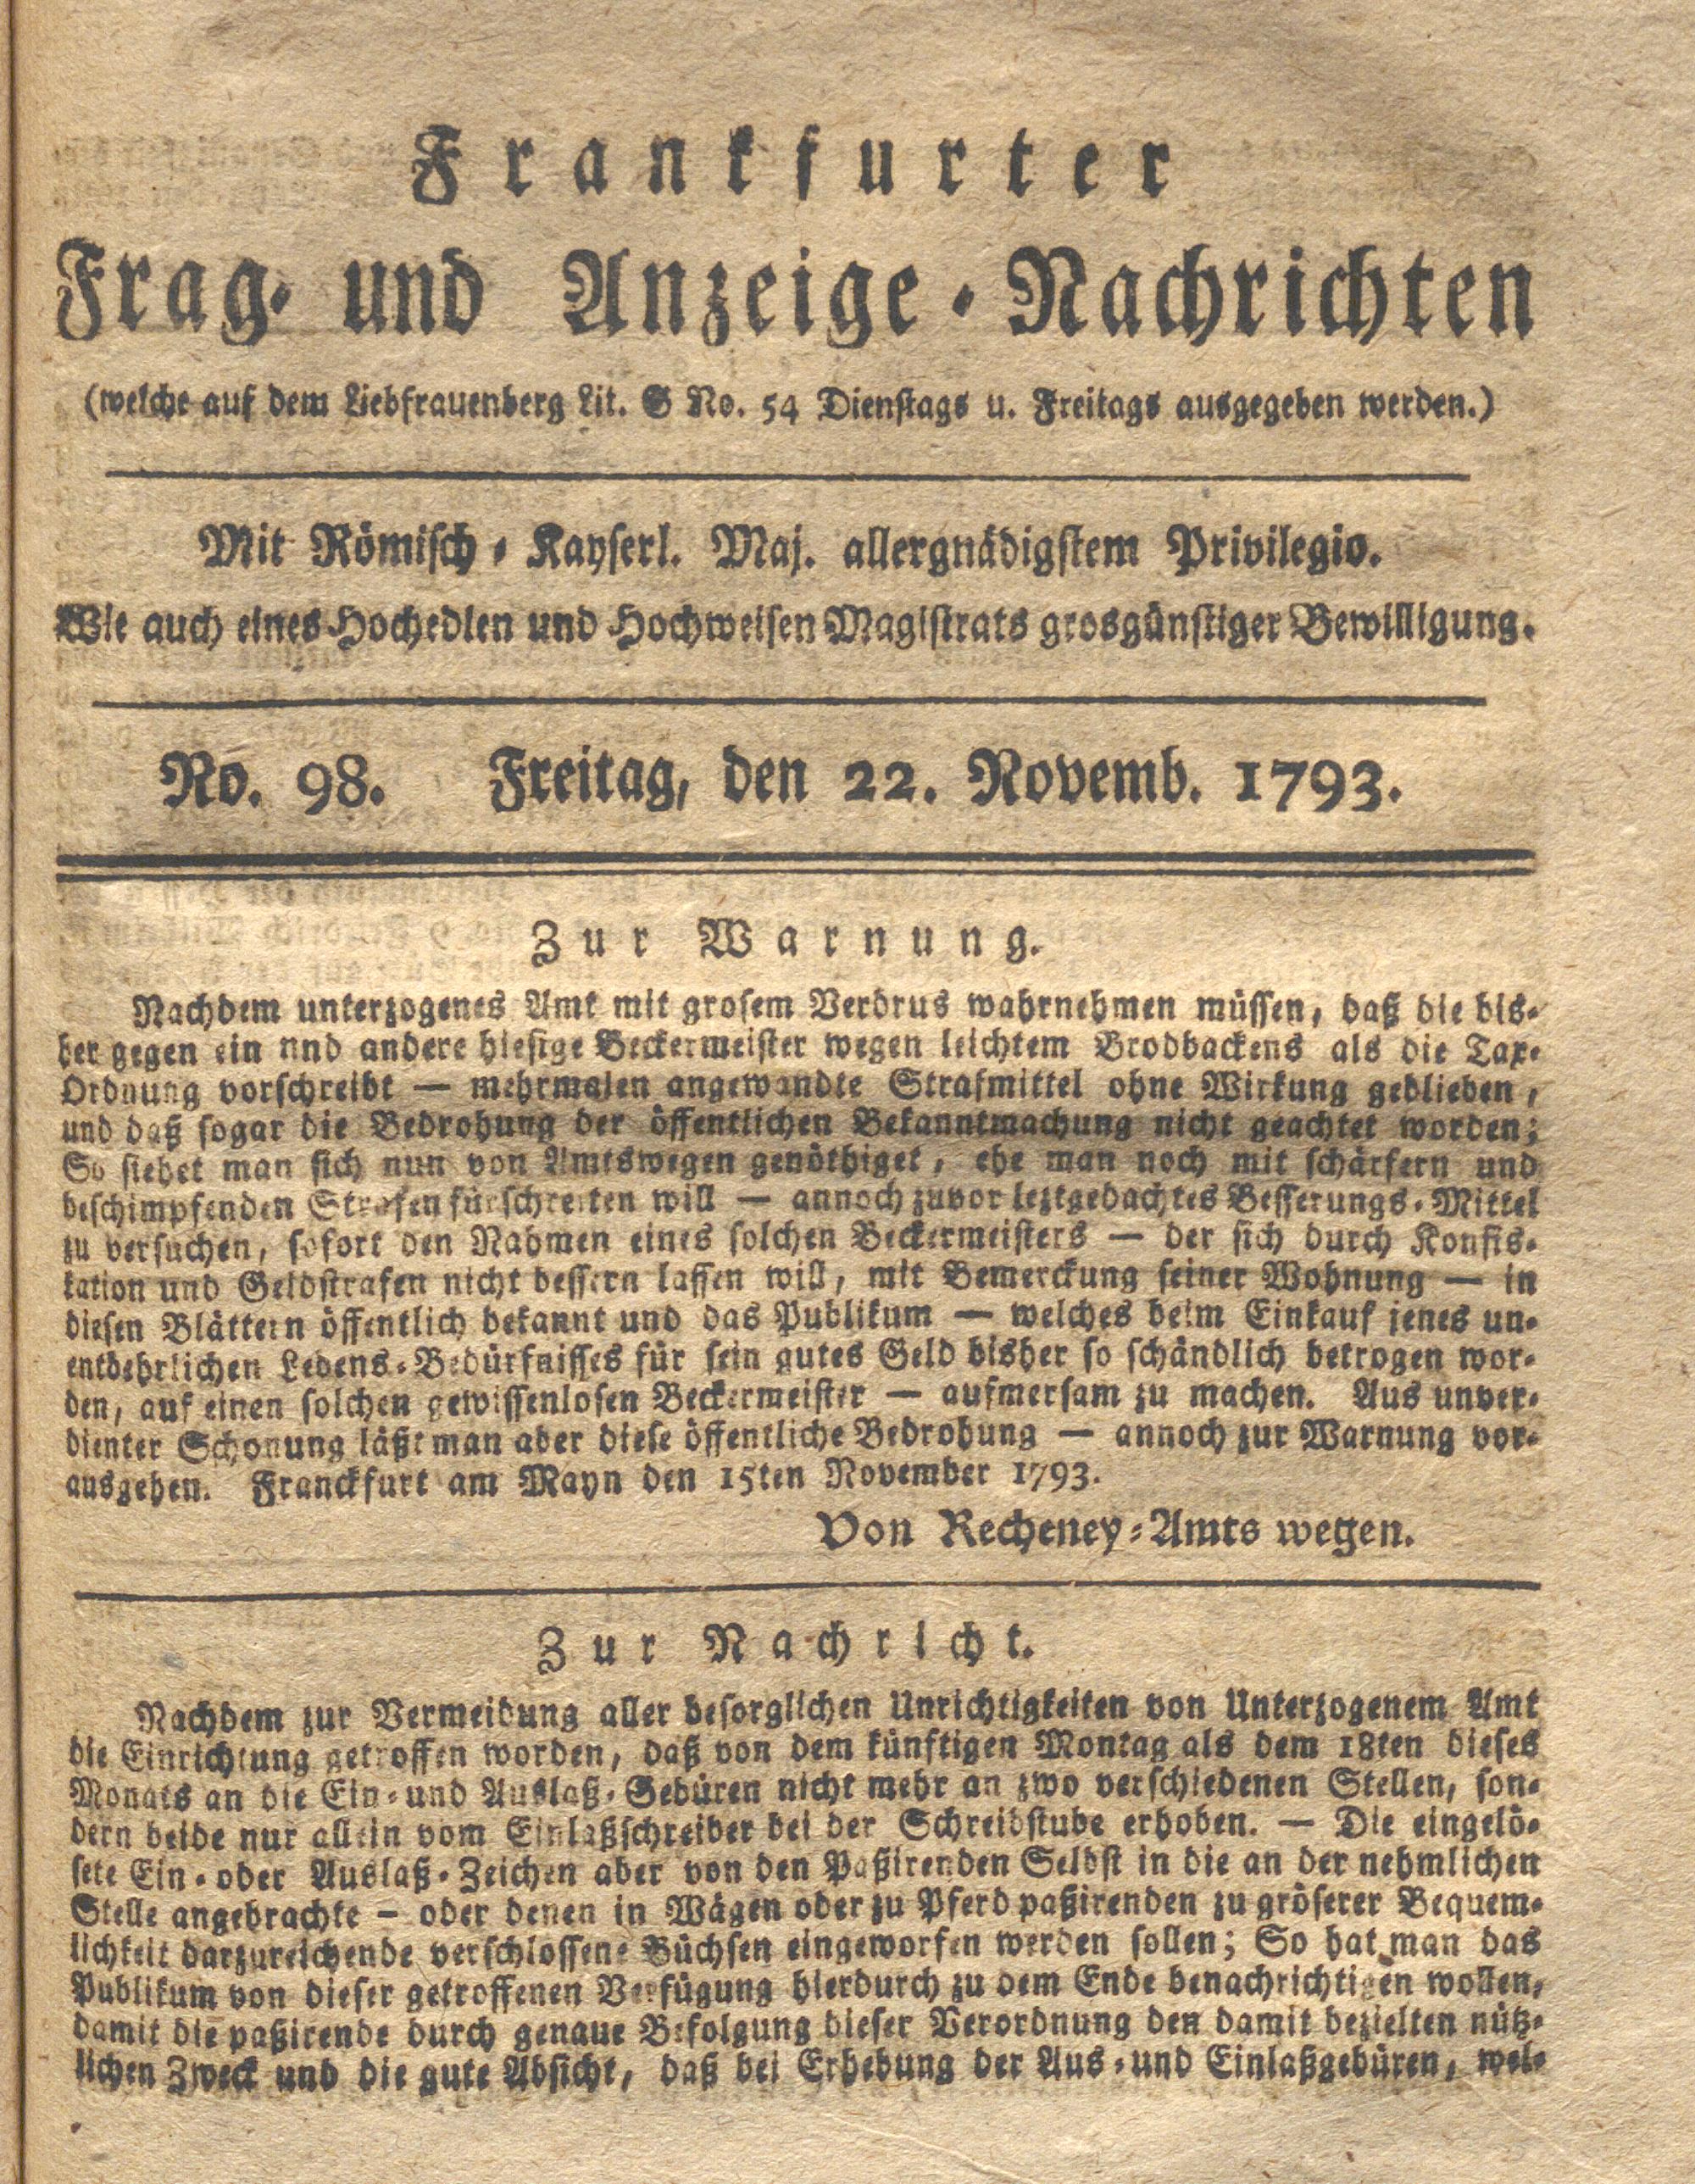 Frankfurter
Frag- und Anzeige-Nachrichten
(welche auf dem Liebfrauenberg Lit. G No. 54 Dienstags u. Freitags ausgegeben werden.)
Mit Römisch-Kayserl. Maj. allergnädigstem Privilegio.
Wie auch eines Hochedlen und Hochweisen Magistrats grosgünstiger Bewilligung.
No. 98. Freitag, den 22. Novemb. 1793.
Zur Warnung.
Nachdem unterzogenes Amt mit grosem Verdrus wahrnehmen müssen, daß die bis-
her gegen ein nnd andere hiesige Beckermeister wegen leichtem Brodbackens als die Tax-
Ordnung vorschreibt — mehrmalen angewandte Strafmittel ohne Wirkung geblieben,
und daß sogar die Bedrohung der öffentlichen Bekanntmachung nicht geachtet worden;
So siehet man sich nun von Amtswegen genöthiget, ehe man noch mit schärfern und
beschimpfenden Strafen fürschreiten will — annoch zuvor leztgedachtes Besserungs-Mittel
zu versuchen, sofort den Nahmen eines solchen Beckermeisters — der sich durch Konfis-
kation und Geldstrafen nicht bessern lassen will, mit Bemerckung seiner Wohnung — in
diesen Blättern öffentlich bekannt und das Publikum — welches beim Einkauf jenes un-
entbehrlichen Lebens-Bedürfnisses für sein gutes Geld bisher so schändlich betrogen wor-
den, auf einen solchen gewissenlosen Beckermeister — aufmersam zu machen. Aus unver-
dienter Schonung läßt man aber diese öffentliche Bedrohung — annoch zur Warnung vor-
ausgehen. Franckfurt am Mayn den 15ten November 1793.
Von Recheney-Amts wegen.
Zur Nachricht.
Nachdem zur Vermeidung aller besorglichen Unrichtigkeiten von Unterzogenem Amt
die Einrichtung getroffen worden, daß von dem künftigen Montag als dem 18ten dieses
Monats an die Ein- und Auslaß-Gebüren nicht mehr an zwo verschiedenen Stellen, son-
dern beide nur allein vom Einlaßschreiber bei der Schreibstube erhoben. — Die eingelö-
sete Ein- oder Auslaß-Zeichen aber von den Paßirenden Selbst in die an der nehmlichen
Stelle angebrachte – oder denen in Wägen oder zu Pferd paßirenden zu gröserer Bequem-
lichkeit darzureichende verschlossene Büchsen eingeworfen werden sollen; So hat man das
Publikum von dieser getroffenen Verfügung hierdurch zu dem Ende benachrichtigen wollen,
damit die paßirende durch genaue Befolgung dieser Verordnung den damit bezielten nütz-
lichen Zweck und die gute Absicht, daß bei Erhebung der Aus- und Einlaßgebüren, wel-